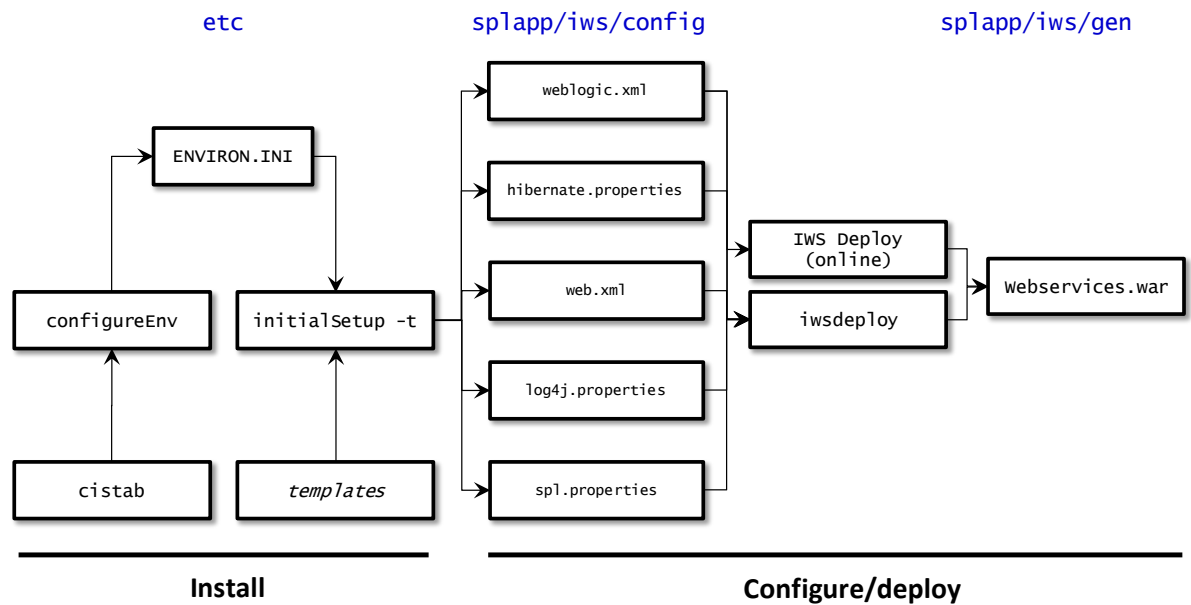 etc
splapp/iws/config
splapp/iws/gen
weblogic.xml
ENVIRON.INI
hibernate.properties
IWS Deploy
(online)
configureEnv
initialSetup -t
web.xml
iwsdeploy
Webservices.war
log4j.properties
cistab
templates
spl.properties
Install
Configure/deploy